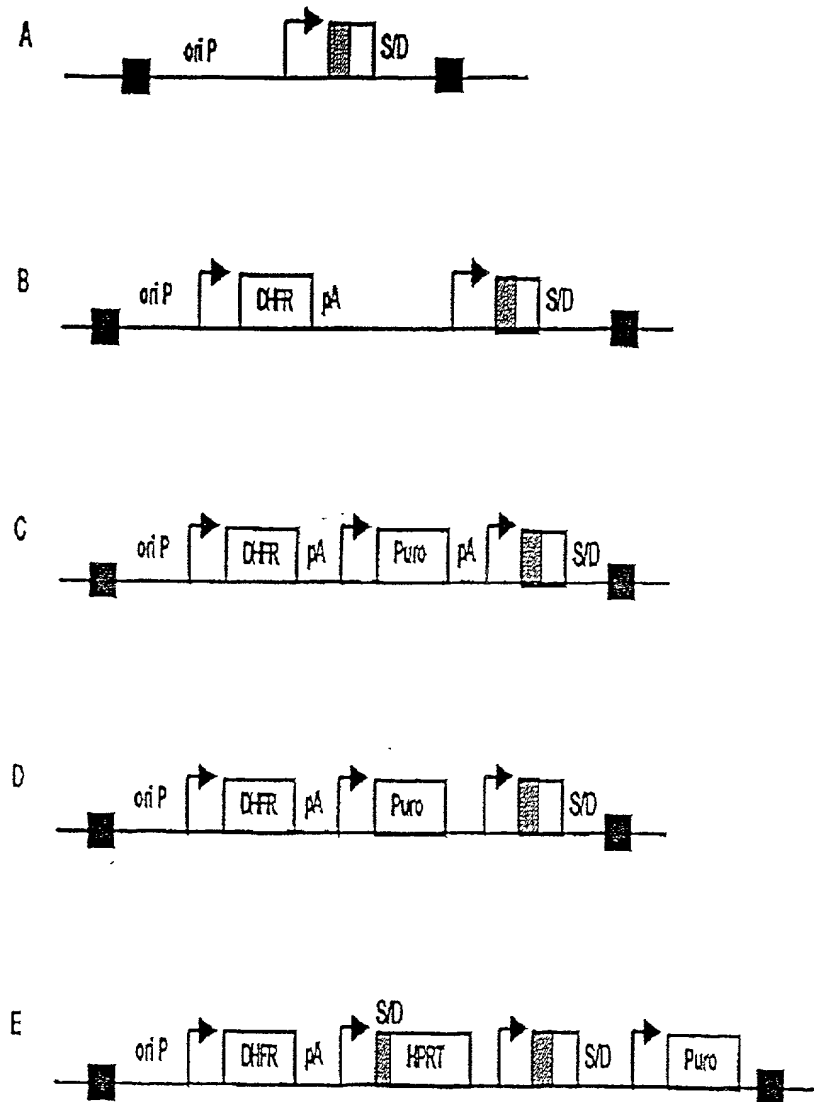 A
ori P
S/D
B
ori P
DHFR
pA
S/D
C
ori P
DHFR
pA
Puro
pA
S/D
D
ori P
DHFR
pA
Puro
S/D
E
ori P
DHFR
pA
S/D
HPRT
S/D
Puro